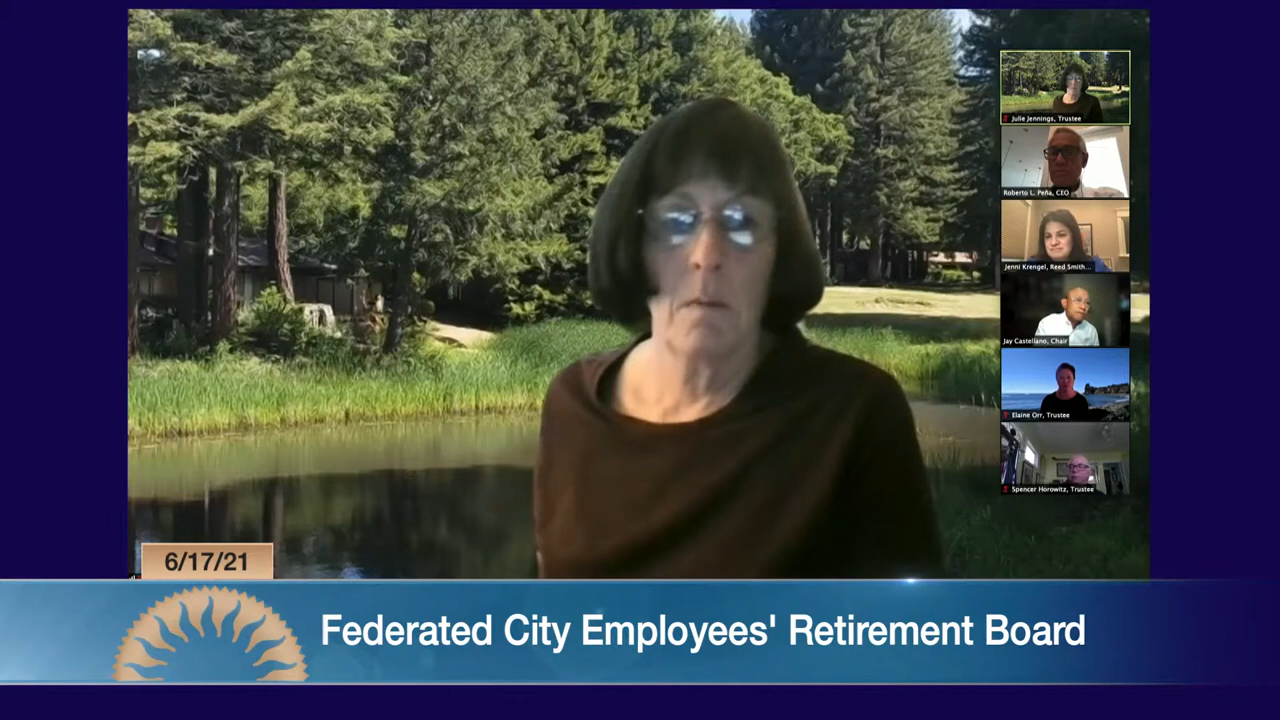 Julie Jennings, Trustee
Roberto L. Peña, CEO
Jenni Krengel, Reed Smith...
Jay Castellano, Chair
Elaine Orr, Trustee
Spencer Horowitz, Trustee
6/17/21
Federated City Employees' Retirement Board